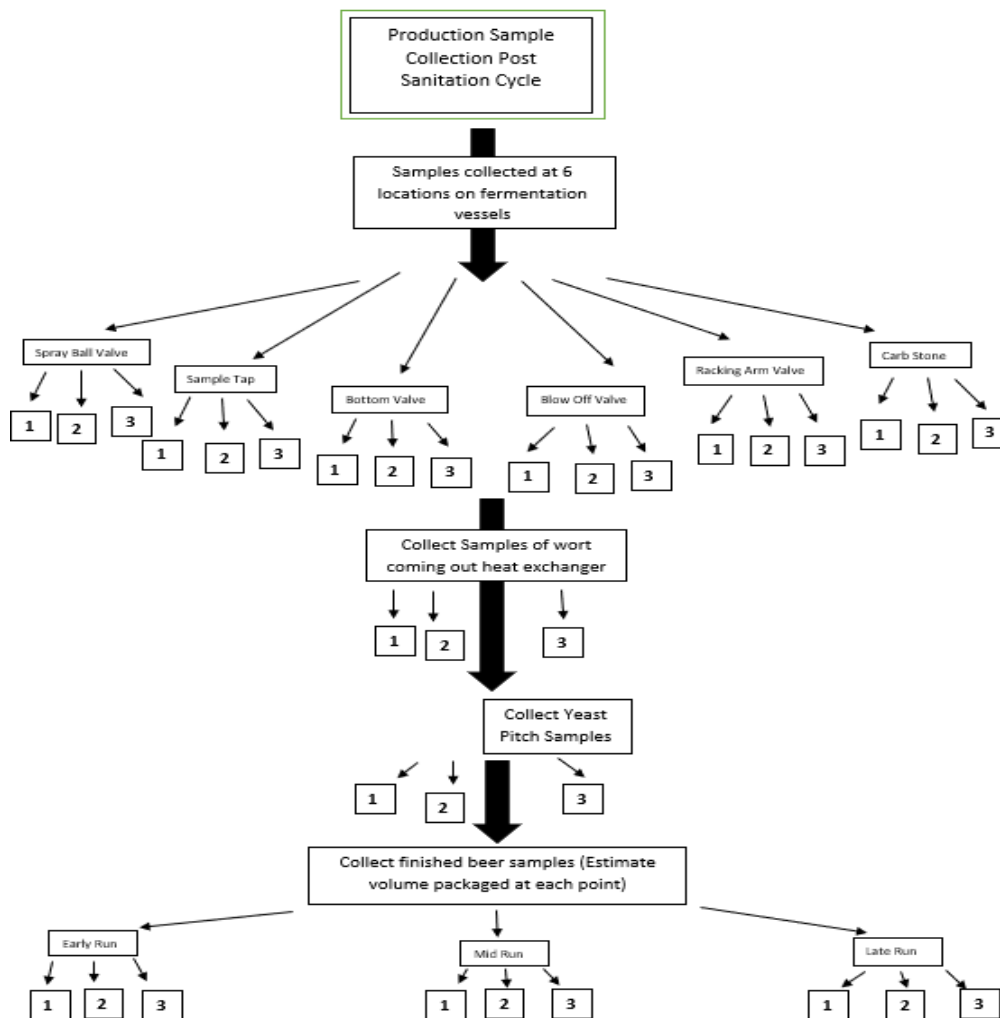 Production Sample
Collection Post
Sanitation Cycle
Samples collected at 6
locations on fermentation
vessels
Spray Ball Valve
1
2
3
Sample Tap
1
2
3
Bottom Valve
1
2
3
Blow Off Valve
1
2
3
Racking Arm Valve
1
2
3
Carb Stone
1
2
3
Collect Samples of wort
coming out heat exchanger
1
2
3
Collect Yeast
Pitch Samples
1
2
3
Collect finished beer samples (Estimate
volume packaged at each point)
Early Run
1
2
3
Mid Run
1
2
3
Late Run
1
2
3